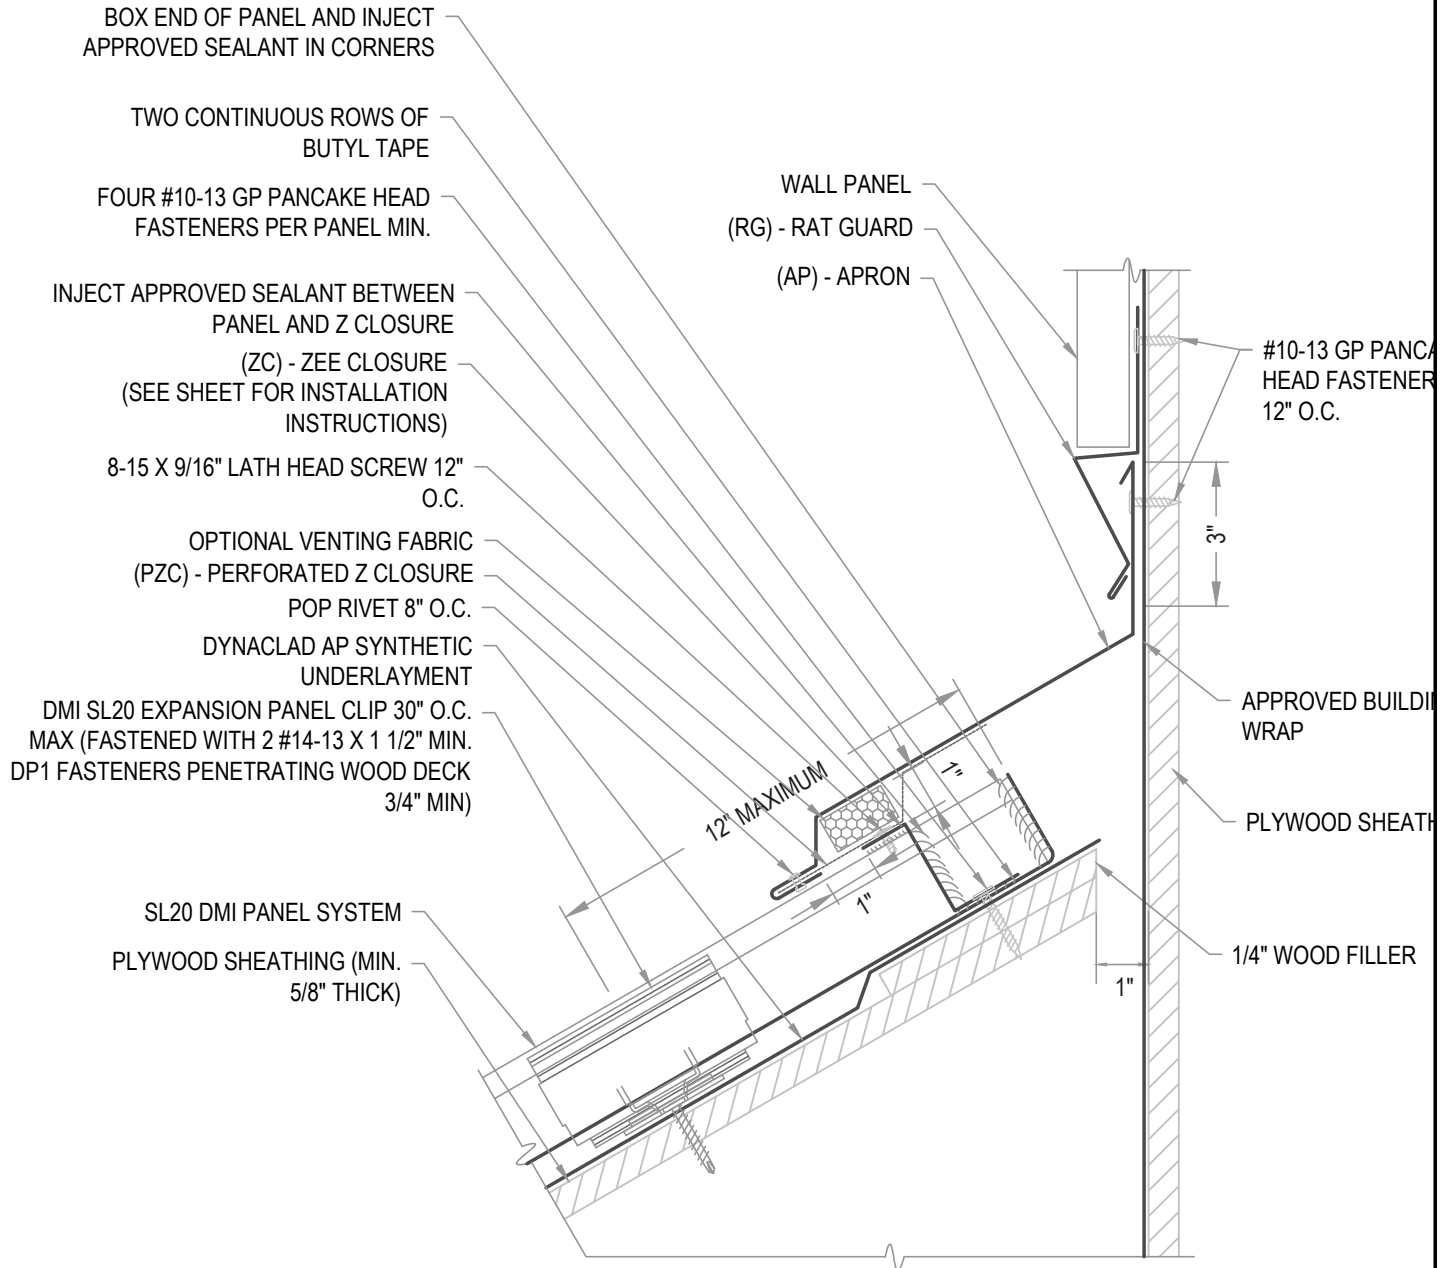 BOX END OF PANEL AND INJECT
APPROVED SEALANT IN CORNERS
TWO CONTINUOUS ROWS OF
BUTYL TAPE
FOUR #10-13 GP PANCAKE HEAD
FASTENERS PER PANEL MIN.
INJECT APPROVED SEALANT BETWEEN
PANEL AND Z CLOSURE
(ZC) - ZEE CLOSURE
(SEE SHEET FOR INSTALLATION
INSTRUCTIONS)
8-15 X 9/16" LATH HEAD SCREW 12"
O.C.
OPTIONAL VENTING FABRIC
(PZC) - PERFORATED Z CLOSURE
POP RIVET 8" O.C.
DYNACLAD AP SYNTHETIC
UNDERLAYMENT
DMI SL20 EXPANSION PANEL CLIP 30" O.C.
MAX (FASTENED WITH 2 #14-13 X 1 1/2" MIN.
DP1 FASTENERS PENETRATING WOOD DECK
3/4" MIN)
SL20 DMI PANEL SYSTEM
PLYWOOD SHEATHING (MIN.
5/8" THICK)
WALL PANEL
(RG) - RAT GUARD
(AP) - APRON
12" MAXIMUM
1"
1"
3"
1"
#10-13 GP PANCA
HEAD FASTENER
12" O.C.
APPROVED BUILDI
WRAP
PLYWOOD SHEATH
1/4" WOOD FILLER